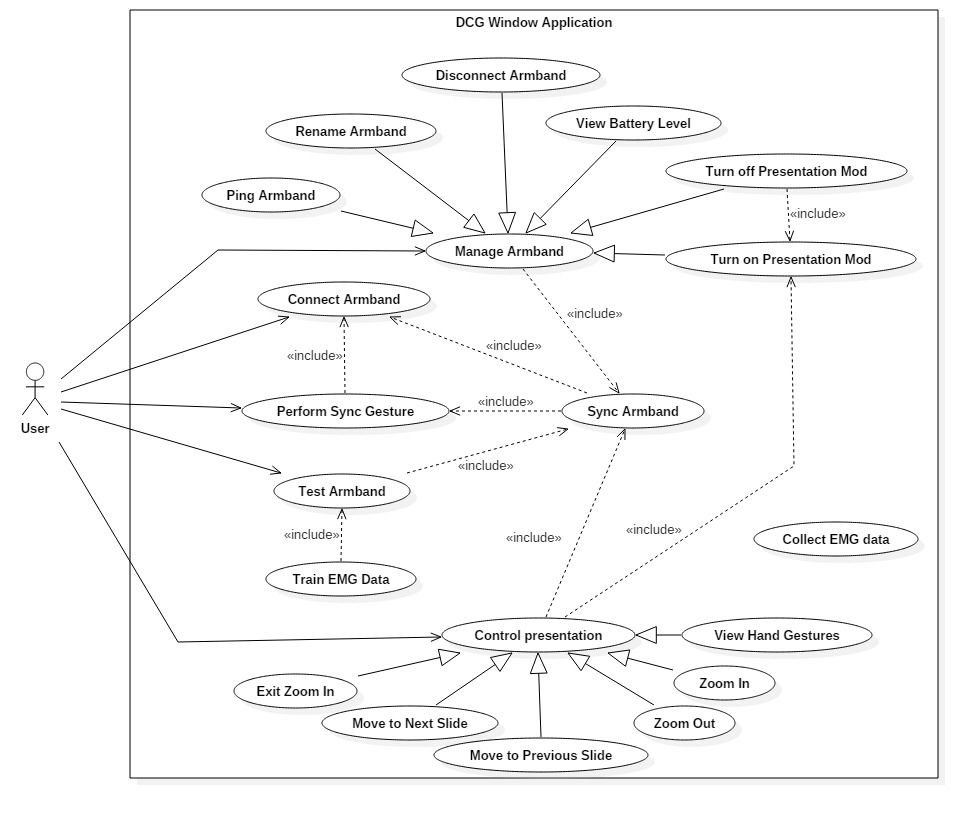 DCG Window Application
Disconnect Armband
View Battery Level
Rename Armband
Turn off Presentation Mod
Ping Armband
«include»
Manage Armband
Turn on Presentation Mod
Connect Armband
«include»
«include»
«include»
«include»
Perform Sync Gesture
Sync Armband
User
«include»
Test Armband
«include»
«include»
«include»
Collect EMG data
Train EMG Data
Control presentation
View Hand Gestures
Exit Zoom In
Zoom In
Move to Next Slide
Zoom Out
Move to Previous Slide